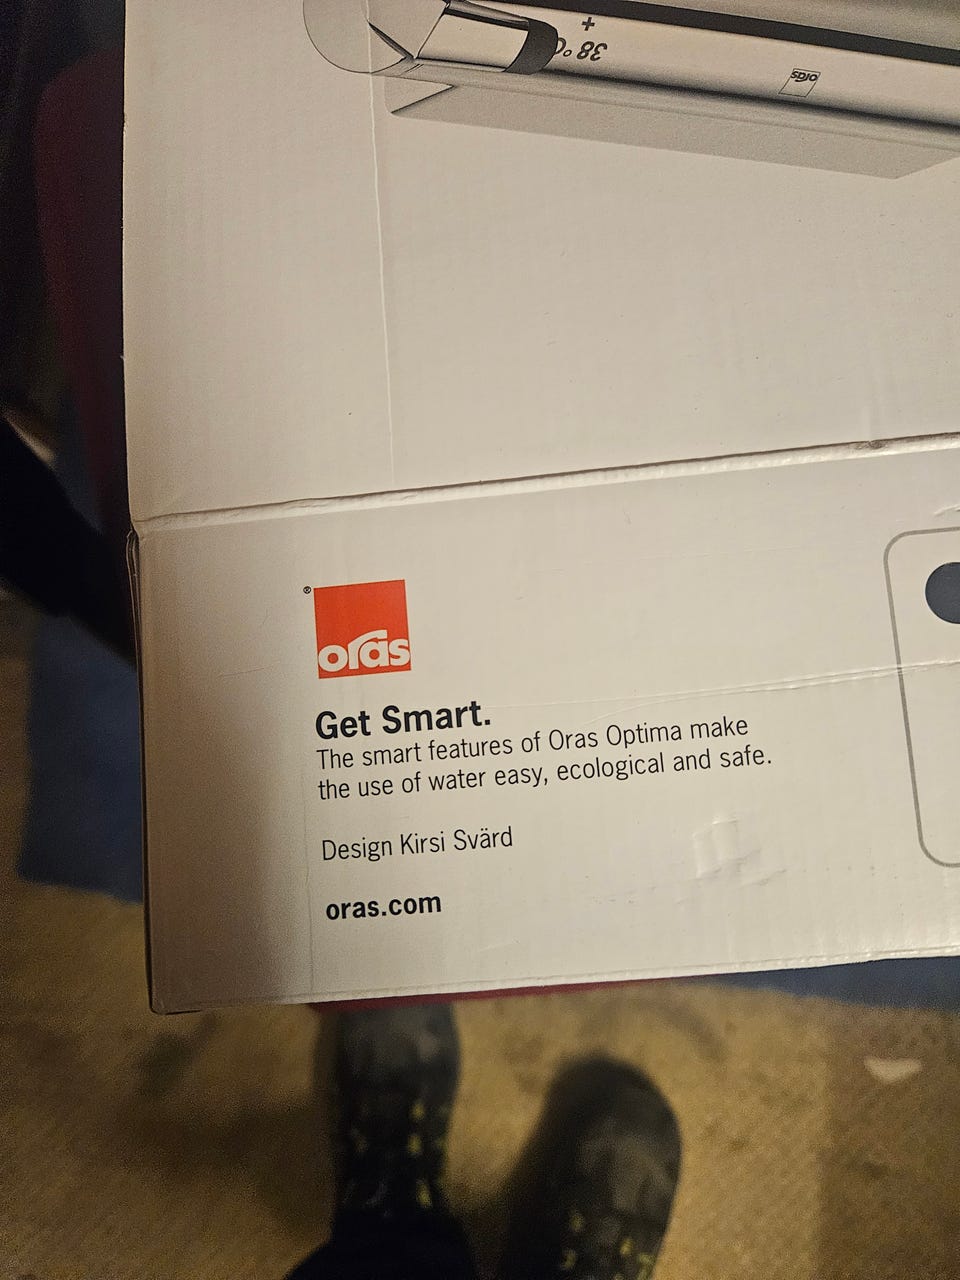 +
38 °C
oras
®
oras
Get Smart.
The smart features of Oras Optima make
the use of water easy, ecological and safe.
Design Kirsi Svärd
oras.com